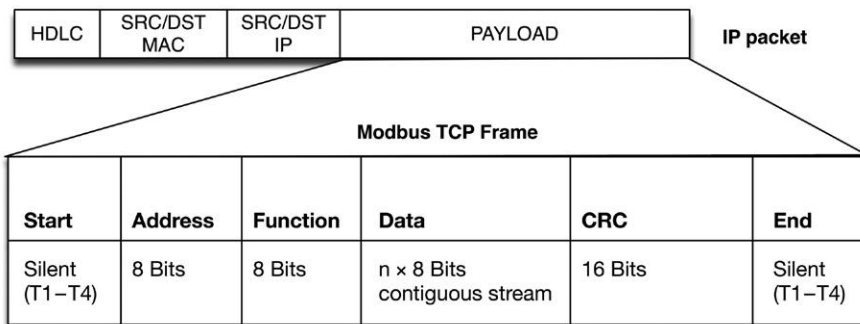 HDLC
SRC/DST
MAC
SRC/DST
IP
PAYLOAD
IP packet
Modbus TCP Frame
Start
Address
Function
Data
CRC
End
Silent
(T1–T4)
8 Bits
8 Bits
n × 8 Bits
contiguous stream
16 Bits
Silent
(T1–T4)